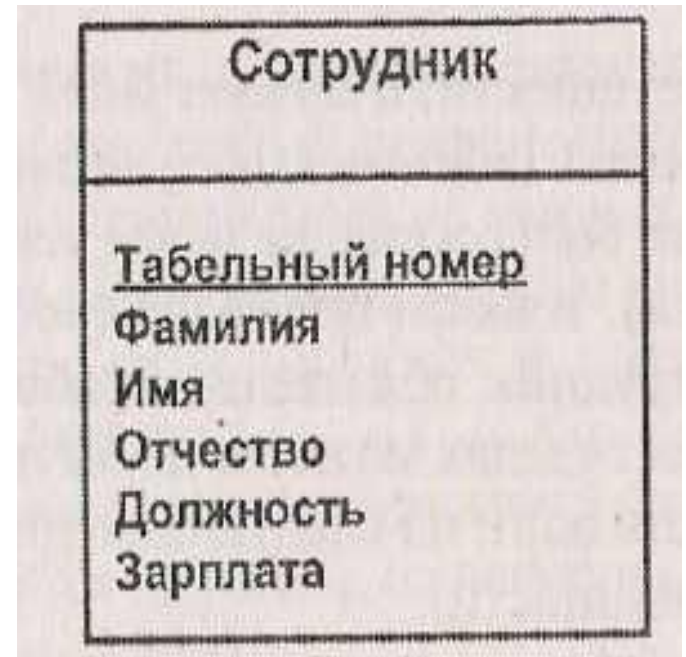 Сотрудник
Табельный номер
Фамилия
Имя
Отчество
Должность
Зарплата